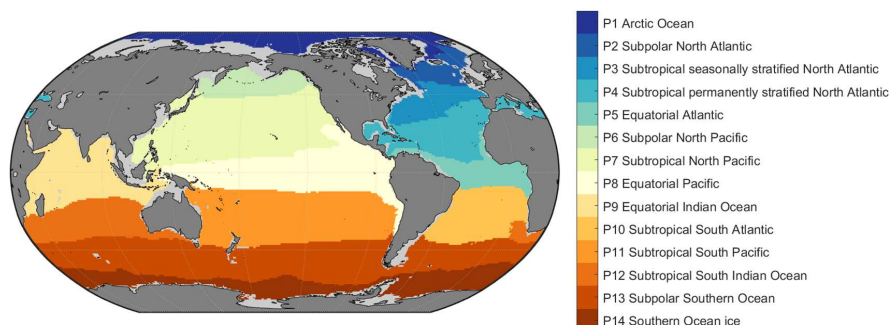 P1 Arctic Ocean
P2 Subpolar North Atlantic
P3 Subtropical seasonally stratified North Atlantic
P4 Subtropical permanently stratified North Atlantic
P5 Equatorial Atlantic
P6 Subpolar North Pacific
P7 Subtropical North Pacific
P8 Equatorial Pacific
P9 Equatorial Indian Ocean
P10 Subtropical South Atlantic
P11 Subtropical South Pacific
P12 Subtropical South Indian Ocean
P13 Subpolar Southern Ocean
P14 Southern Ocean ice